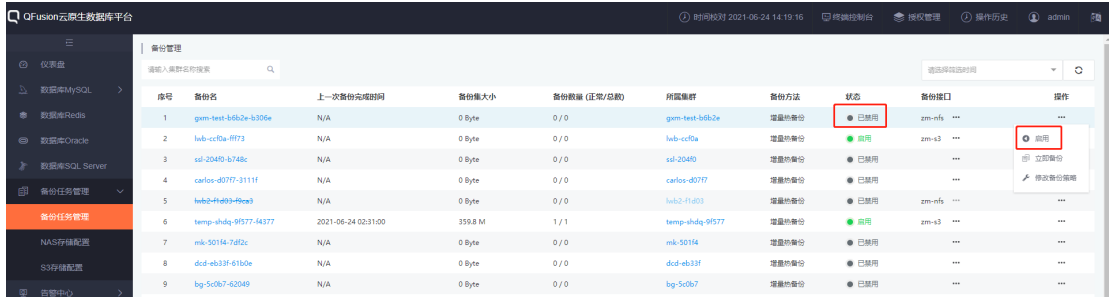 QFusion云原生数据库平台
时间校对 2021-06-24 14:19:16 终端控制台 授权管理 操作历史 admin
仪表盘
数据库MySQL
数据库Redis
数据库Oracle
数据库SQL Server
备份任务管理
备份任务管理
NAS存储配置
S3存储配置
告警中心
备份管理
请输入集群名称搜索
请选择筛选时间
序号 备份名 上一次备份完成时间 备份集大小 备份数量 (正常/总数) 所属集群 备份方法 状态 备份接口 操作
1 gxm-test-b6b2e-b306e N/A 0 Byte 0 / 0 gxm-test-b6b2e 增量热备份 已禁用 zm-nfs ••• •••
2 lwb-ccf0a-fff73 N/A 0 Byte 0 / 0 lwb-ccf0a 增量热备份 启用 zm-s3 •••
3 ssl-204f0-b748c N/A 0 Byte 0 / 0 ssl-204f0 增量热备份 已禁用 •••
4 carlos-d07f7-3111f N/A 0 Byte 0 / 0 carlos-d07f7 增量热备份 已禁用 •••
5 lwb2-f1d03-f9ca3 N/A 0 Byte 0 / 0 lwb2-f1d03 增量热备份 已禁用 zm-nfs ••• •••
6 temp-shdq-9f577-f4377 2021-06-24 02:31:00 359.8 M 1 / 1 temp-shdq-9f577 增量热备份 启用 zm-s3 ••• •••
7 mk-501f4-7df2c N/A 0 Byte 0 / 0 mk-501f4 增量热备份 已禁用 ••• •••
8 dcd-eb33f-61b0e N/A 0 Byte 0 / 0 dcd-eb33f 增量热备份 已禁用 ••• •••
9 bg-5c0b7-62049 N/A 0 Byte 0 / 0 bg-5c0b7 增量热备份 已禁用 ••• •••
启用
立即备份
修改备份策略